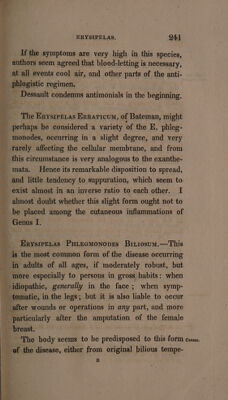 ERYSIPELAS. 241
If the symptoms are very high in this species,
authors seem agreed that blood-letting is necessary,
at all events cool air, and other parts of the anti-
phlogistic regimen.
Dessault condemns antimonials in the beginning.
The Erysipelas Erraticum, of Bateman, might
perhaps be considered a variety of the E. phleg-
monodes, occurring in a slight degree, and very
rarely affecting the cellular membrane, and from
this circumstance is very analogous to the exanthe-
mata. Hence its remarkable disposition to spread,
and little tendency to suppuration, which seem to
exist almost in an inverse ratio to each other. I
almost doubt whether this slight form ought not to
be placed among the cutaneous inflammations of
Genus I.
Erysipelas Phlegmonodes Biliosum.—This
is the most common form of the disease occurring
in adults of all ages, if moderately robust, but
more especially to persons in gross habits: when
idiopathic, generally in the face; when symp-
tomatic, in the legs; but it is also liable to occur
after wounds or operations in any part, and more
particularly after the amputation of the female
breast.
The body seems to be predisposed to this form Causes.
of the disease, either from original bilious tempe-
R